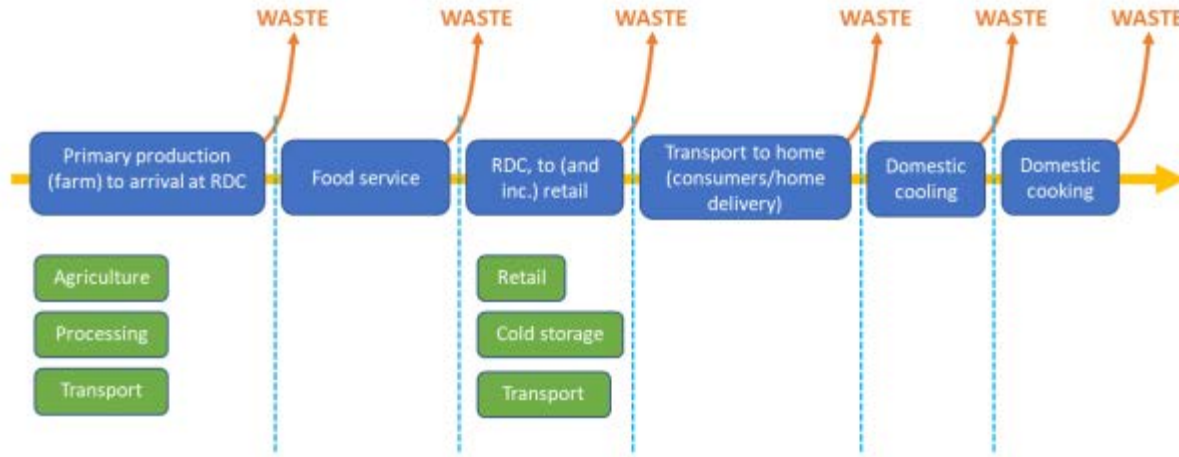 WASTE
WASTE
WASTE
WASTE
WASTE
WASTE
Primary production
(farm) to arrival at RDC
Food service
RDC, to (and
inc.) retail
Transport to home
(consumers/home
delivery)
Domestic
cooling
Domestic
cooking
Agriculture
Processing
Transport
Retail
Cold storage
Transport